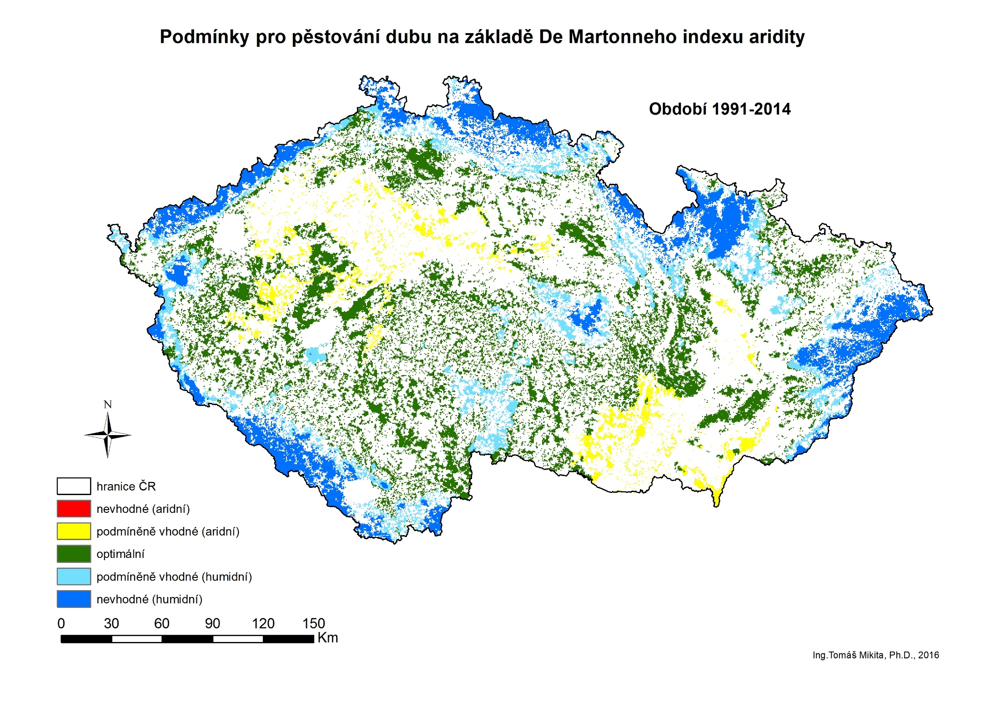 Podmínky pro pěstování dubu na základě De Martonneho indexu aridity
Období 1991-2014
N
hranice ČR
nevhodné (aridní)
podmíněně vhodné (aridní)
optimální
podmíněně vhodné (humidní)
nevhodné (humidní)
0 30 60 90 120 150
Km
Ing.Tomáš Mikita, Ph.D., 2016